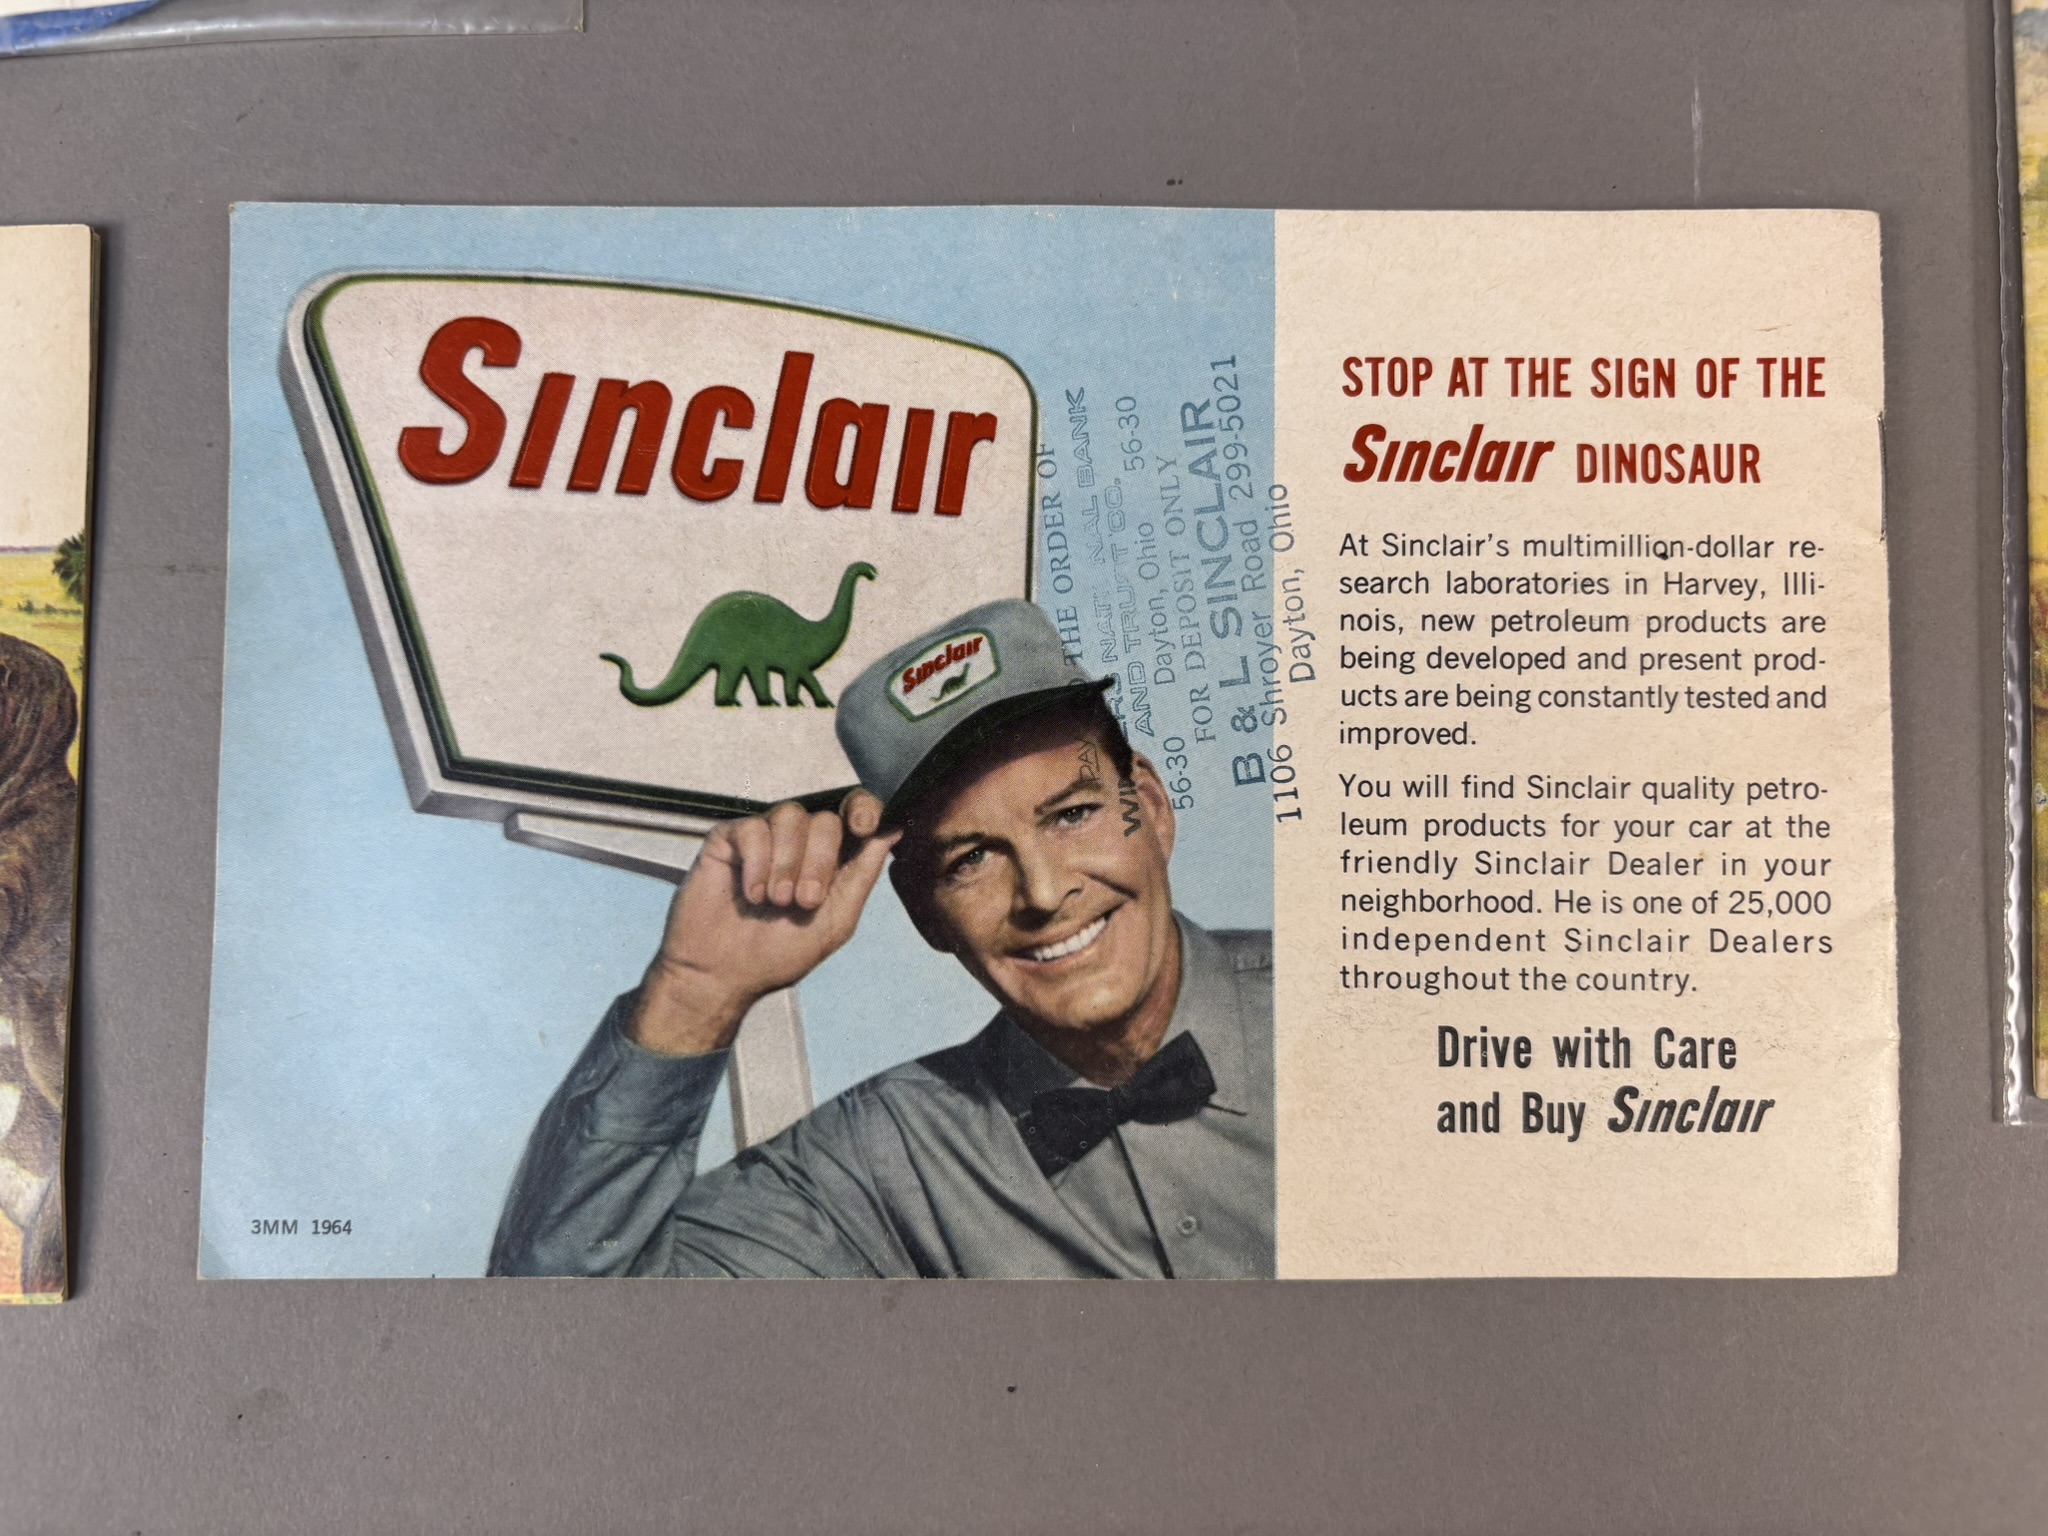 Sinclair
Sinclair
PAY TO THE ORDER OF
NAT'L BANK
AND TRUST CO.
56-30 Dayton, Ohio 56-30
FOR DEPOSIT ONLY
B & L SINCLAIR
1106 Shroyer Road 299-5021
Dayton, Ohio
3MM 1964
STOP AT THE SIGN OF THE
Sinclair DINOSAUR
At Sinclair's multimillion-dollar re-
search laboratories in Harvey, Illi-
nois, new petroleum products are
being developed and present prod-
ucts are being constantly tested and
improved.
You will find Sinclair quality petro-
leum products for your car at the
friendly Sinclair Dealer in your
neighborhood. He is one of 25,000
independent Sinclair Dealers
throughout the country.
Drive with Care
and Buy Sinclair